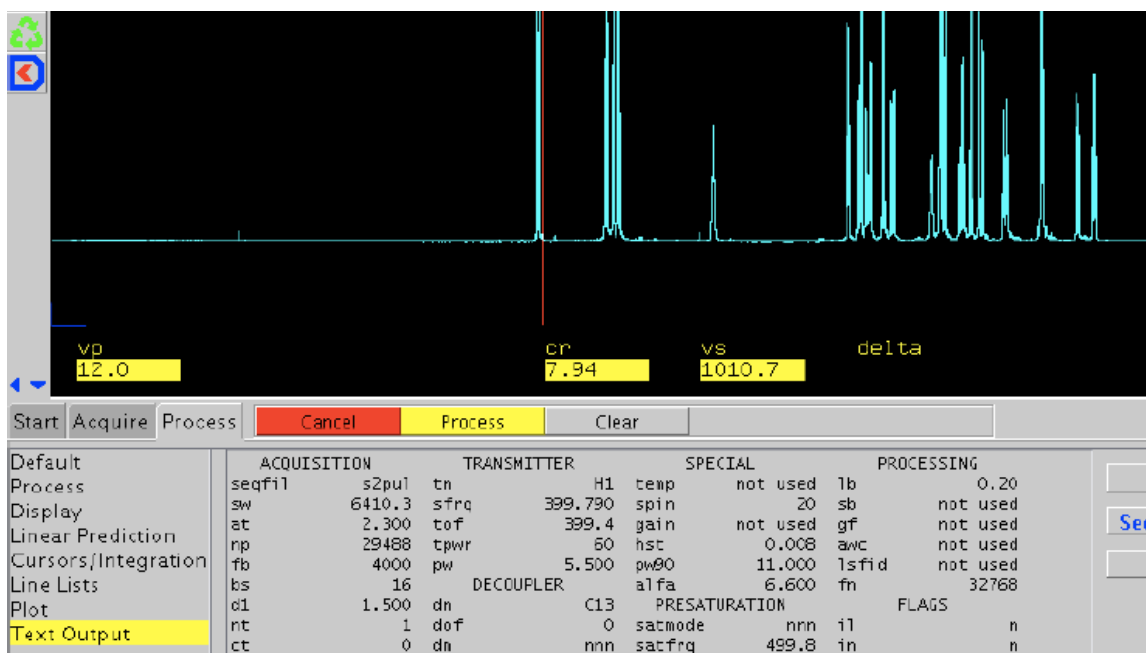 vp cr vs delta
12.0 7.94 1010.7
Start Acquire Process Cancel Process Clear
Default
Process
Display
Linear Prediction
Cursors/Integration
Line Lists
Plot
Text Output
ACQUISITION TRANSMITTER SPECIAL PROCESSING
seqfil s2pul tn H1 temp not used lb 0.20
sw 6410.3 sfrq 399.790 spin 20 sb not used
at 2.300 tof 399.4 gain not used gf not used
np 29488 tpwr 60 hst 0.008 awc not used
fb 4000 pw 5.500 pw90 11.000 lsfid not used
bs 16 DECOUPLER alfa 6.600 fn 32768
d1 1.500 dn C13 PRESATURATION FLAGS
nt 1 dof 0 satmode nnn il n
ct 0 dm nnn satfrq 499.8 in n